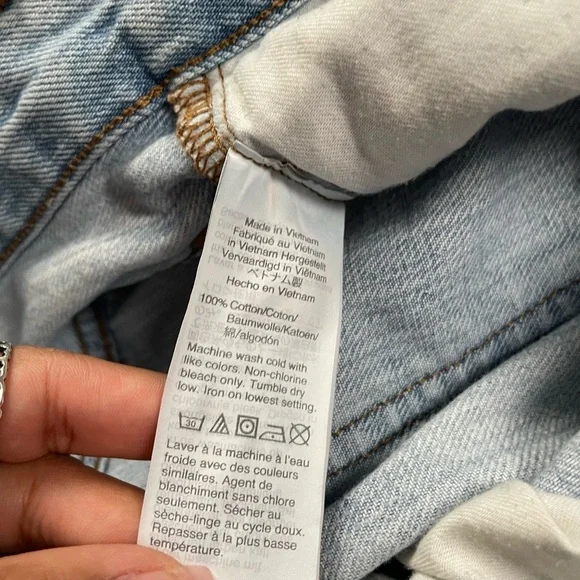 Made in Vietnam
Fabriqué au Vietnam
in Vietnam Hergestellt
Vervaardigd in Viëtnam
ベトナム製
Hecho en Vietnam
100% Cotton/Coton/
Baumwolle/Katoen/
綿/algodón
Machine wash cold with
like colors. Non-chlorine
bleach only. Tumble dry
low. Iron on lowest setting.
30
Laver à la machine à l'eau
froide avec des couleurs
similaires. Agent de
blanchiment sans chlore
seulement. Sécher au
sèche-linge au cycle doux.
Repasser à la plus basse
température.